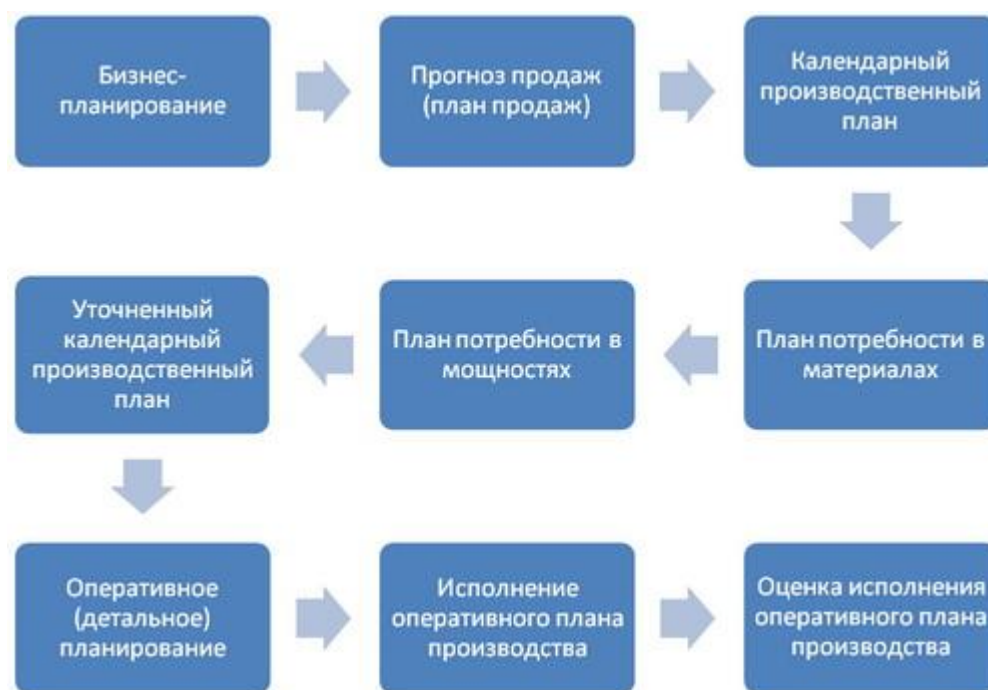 Бизнес-
планирование
Прогноз продаж
(план продаж)
Календарный
производственный
план
План потребности в
материалах
План потребности в
мощностях
Уточненный
календарный
производственный
план
Оперативное
(детальное)
планирование
Исполнение
оперативного плана
производства
Оценка исполнения
оперативного плана
производства